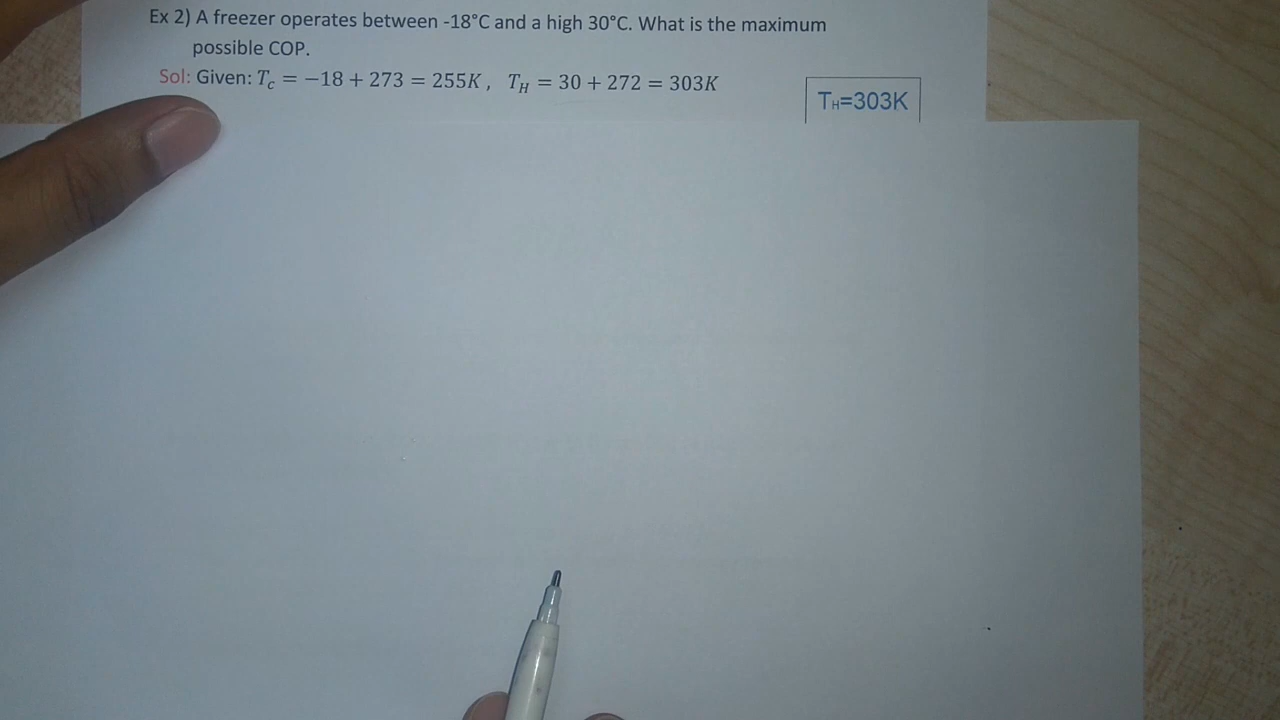 Ex 2) A freezer operates between -18°C and a high 30°C. What is the maximum
possible COP.
Sol: Given: T_c = −18 + 273 = 255K , T_H = 30 + 272 = 303K
T_H=303K